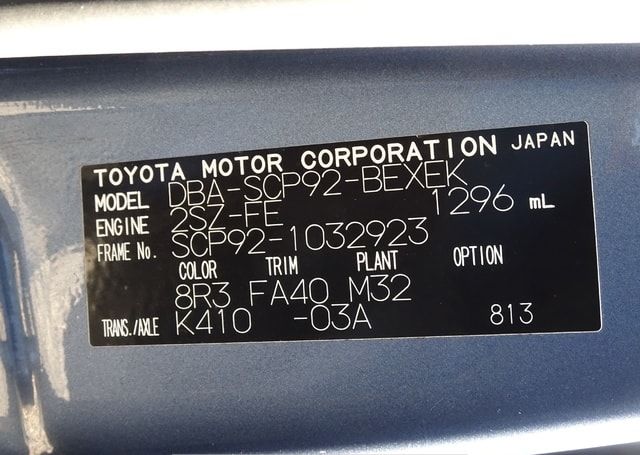 TOYOTA MOTOR CORPORATION JAPAN
MODEL DBA-SCP92-BEXEK
ENGINE 2SZ-FE 1296 mL
FRAME No. SCP92-1032923
COLOR TRIM PLANT OPTION
8R3 FA40 M32
TRANS./AXLE K410 -03A 813